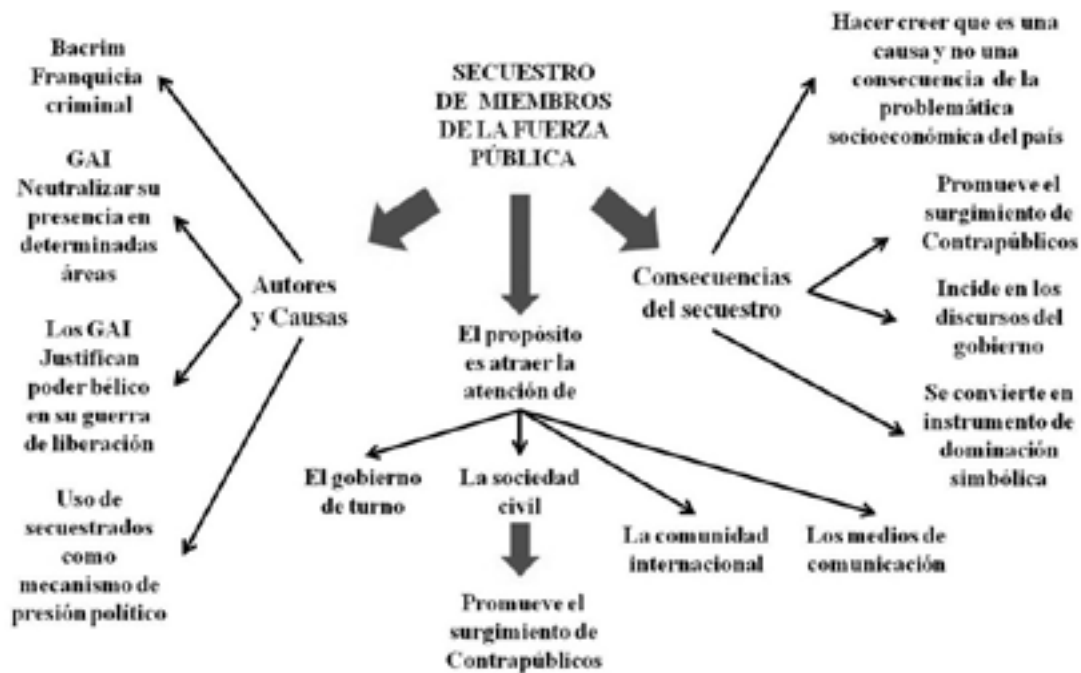 SECUESTRO
DE MIEMBROS
DE LA FUERZA
PÚBLICA
Bacrim
Franquicia
criminal
GAI
Neutralizar su
presencia en
determinadas
áreas
Autores
y Causas
Los GAI
Justifican
poder bélico
en su guerra
de liberación
Uso de
secuestrados
como
mecanismo de
presión político
El propósito
es atraer la
atención de
El gobierno
de turno
La sociedad
civil
La comunidad
internacional
Los medios de
comunicación
Promueve el
surgimiento de
Contrapúblicos
Consecuencias
del secuestro
Hacer creer que es una
causa y no una
consecuencia de la
problemática
socioeconómica del país
Promueve el
surgimiento de
Contrapúblicos
Incide en los
discursos del
gobierno
Se convierte en
instrumento de
dominación
simbólica